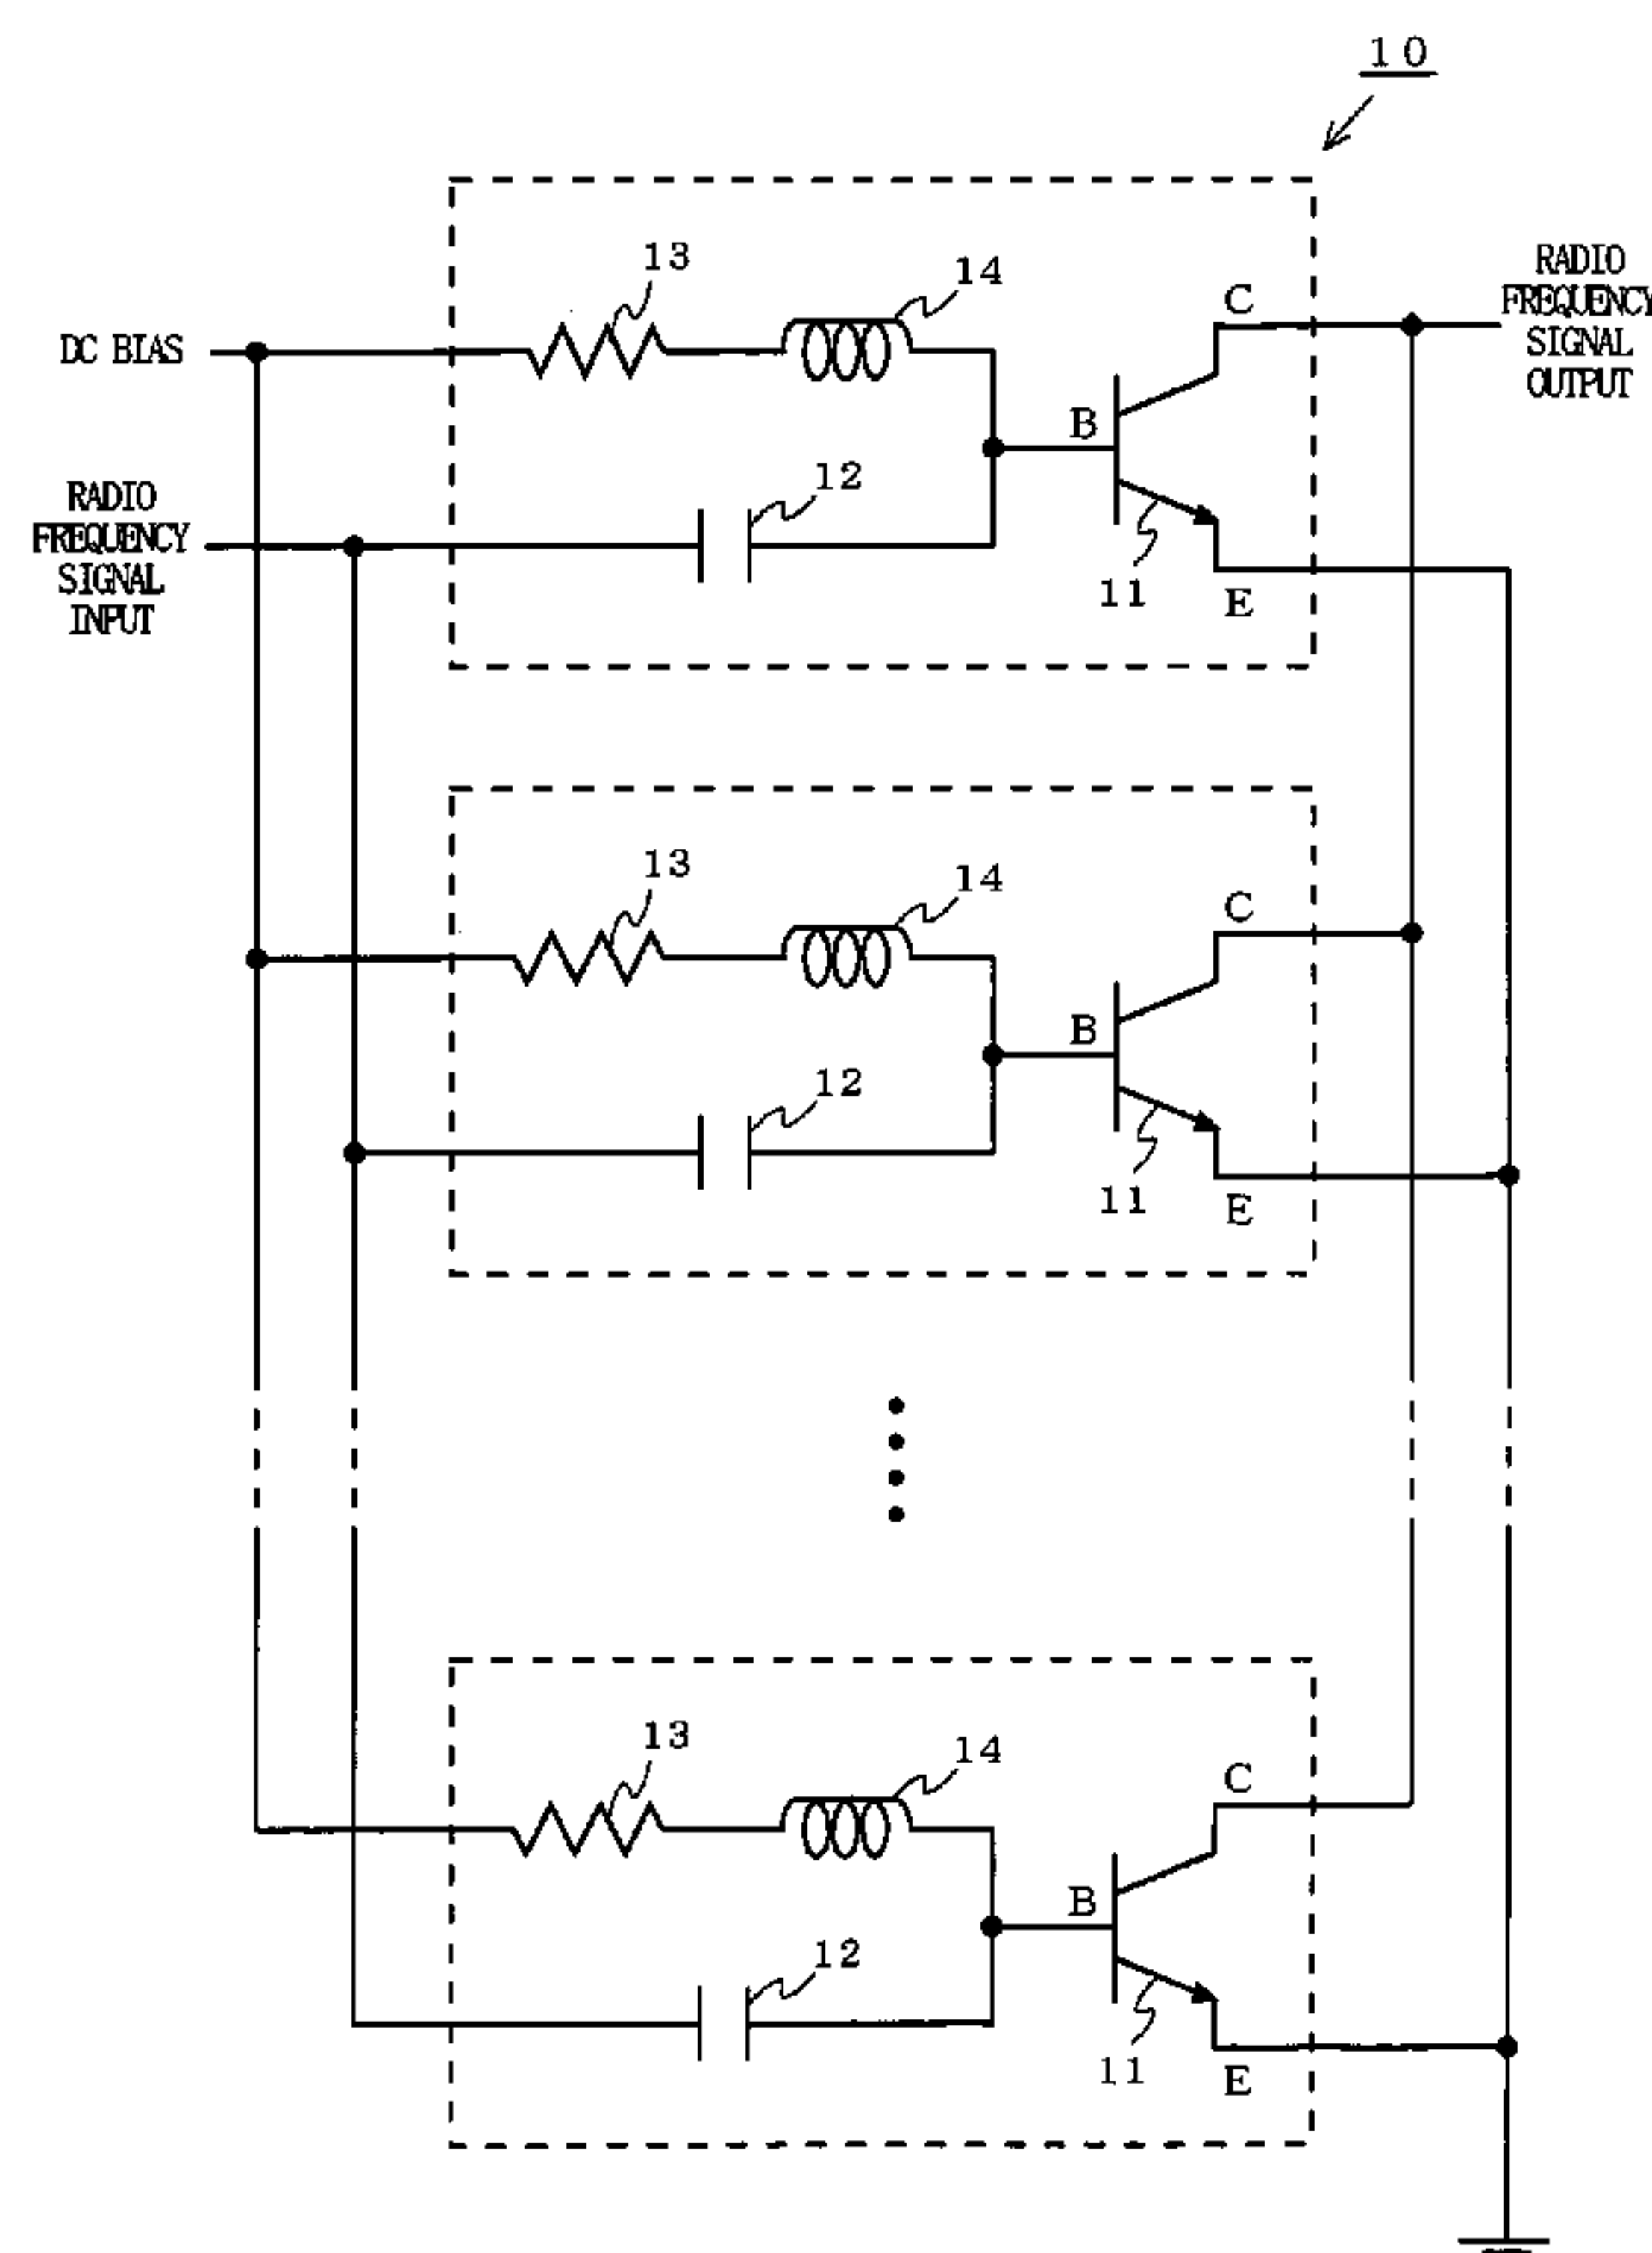 10
13
14
C
RADIO
FREQUENCY
SIGNAL
OUTPUT
DC BIAS
B
12
RADIO
FREQUENCY
SIGNAL
INPUT
11
E
13
14
C
B
12
11
E
13
14
C
B
12
11
E